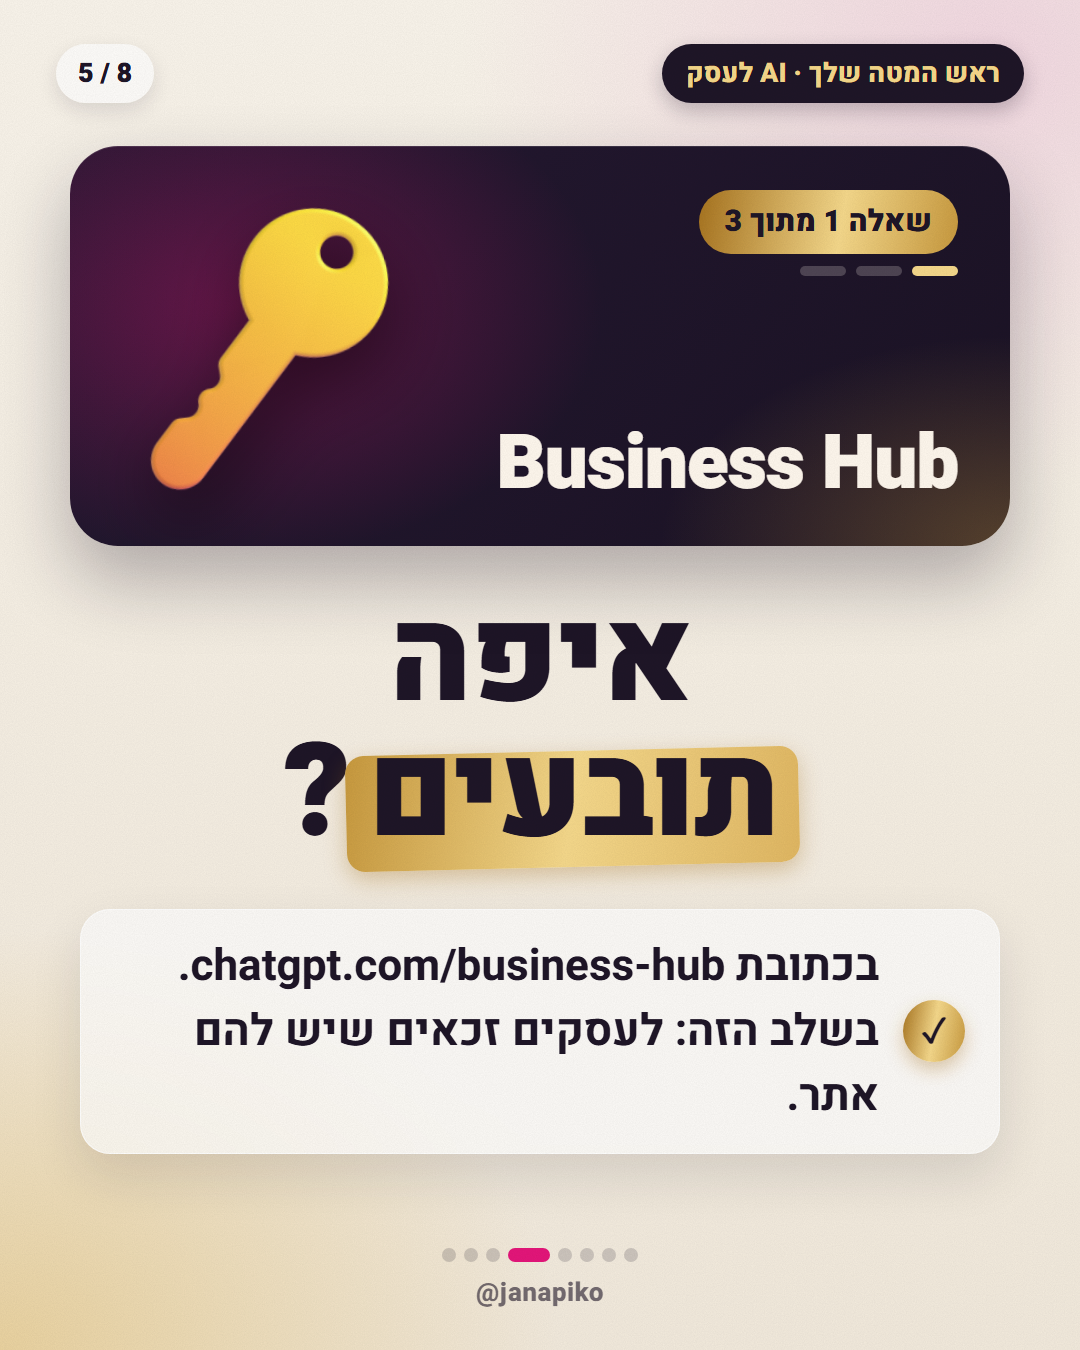 ראש המטה שלך · AI לעסק
5 / 8
שאלה 1 מתוך 3
Business Hub
איפה
תובעים?
בכתובת chatgpt.com/business-hub.
בשלב הזה: לעסקים זכאים שיש להם
אתר.
@janapiko